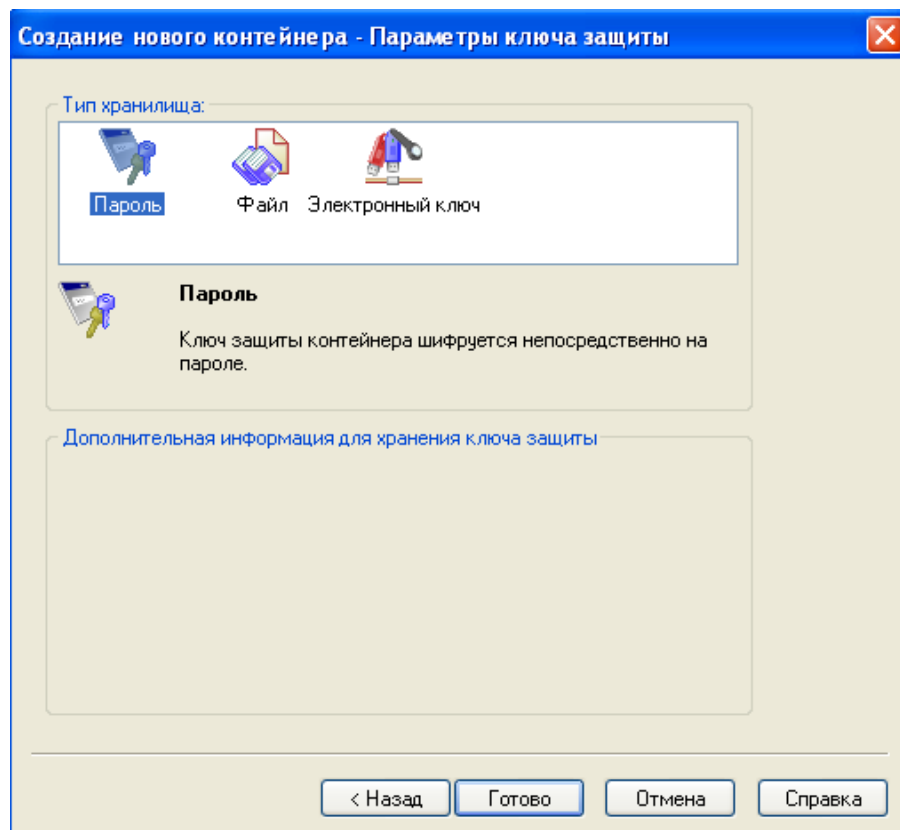 Создание нового контейнера - Параметры ключа защиты
Тип хранилища:
Пароль Файл Электронный ключ
Пароль
Ключ защиты контейнера шифруется непосредственно на
пароле.
Дополнительная информация для хранения ключа защиты
< Назад Готово Отмена Справка